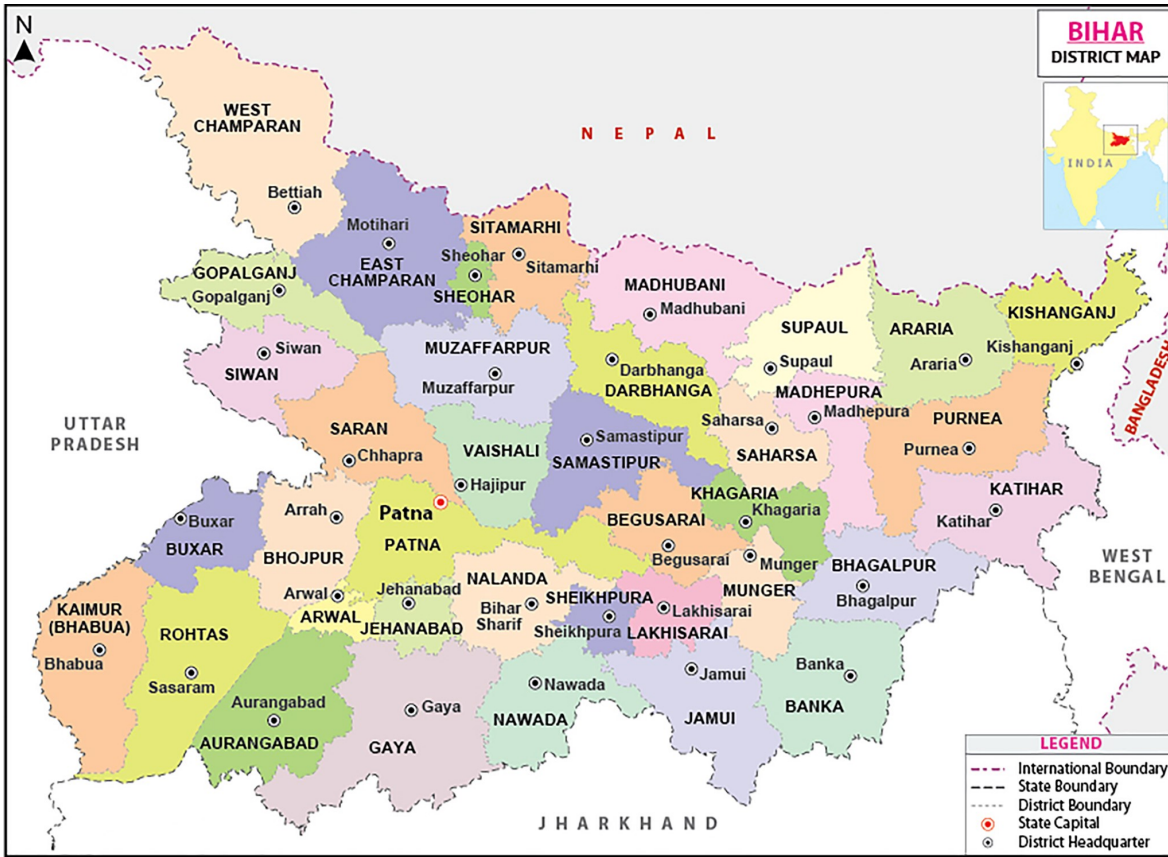 N
BIHAR
DISTRICT MAP
INDIA
NEPAL
WEST
CHAMPARAN
Bettiah
Motihari
EAST
CHAMPARAN
SITAMARHI
Sheohar
Sitamarhi
SHEOHAR
GOPALGANJ
Gopalganj
MADHUBANI
Madhubani
SUPAUL
Supaul
ARARIA
Araria
KISHANGANJ
Kishanganj
BANGLADESH
Siwan
SIWAN
MUZAFFARPUR
Muzaffarpur
Darbhanga
DARBHANGA
MADHEPURA
Madhepura
PURNEA
Purnea
UTTAR
PRADESH
SARAN
Chhapra
VAISHALI
Hajipur
Samastipur
SAMASTIPUR
Saharsa
SAHARSA
KHAGARIA
Khagaria
KATIHAR
Katihar
Buxar
BUXAR
Arrah
BHOJPUR
Patna
PATNA
BEGUSARAI
Begusarai
Munger
MUNGER
BHAGALPUR
Bhagalpur
WEST
BENGAL
KAIMUR
(BHABUA)
Bhabua
ROHTAS
Sasaram
Arwal
ARWAL
Jehanabad
JEHANABAD
NALANDA
Bihar
Sharif
SHEIKHPURA
Sheikhpura
Lakhisarai
LAKHISARAI
Aurangabad
AURANGABAD
Gaya
GAYA
Nawada
NAWADA
Jamui
JAMUI
Banka
BANKA
JHARKHAND
LEGEND
International Boundary
State Boundary
District Boundary
State Capital
District Headquarter